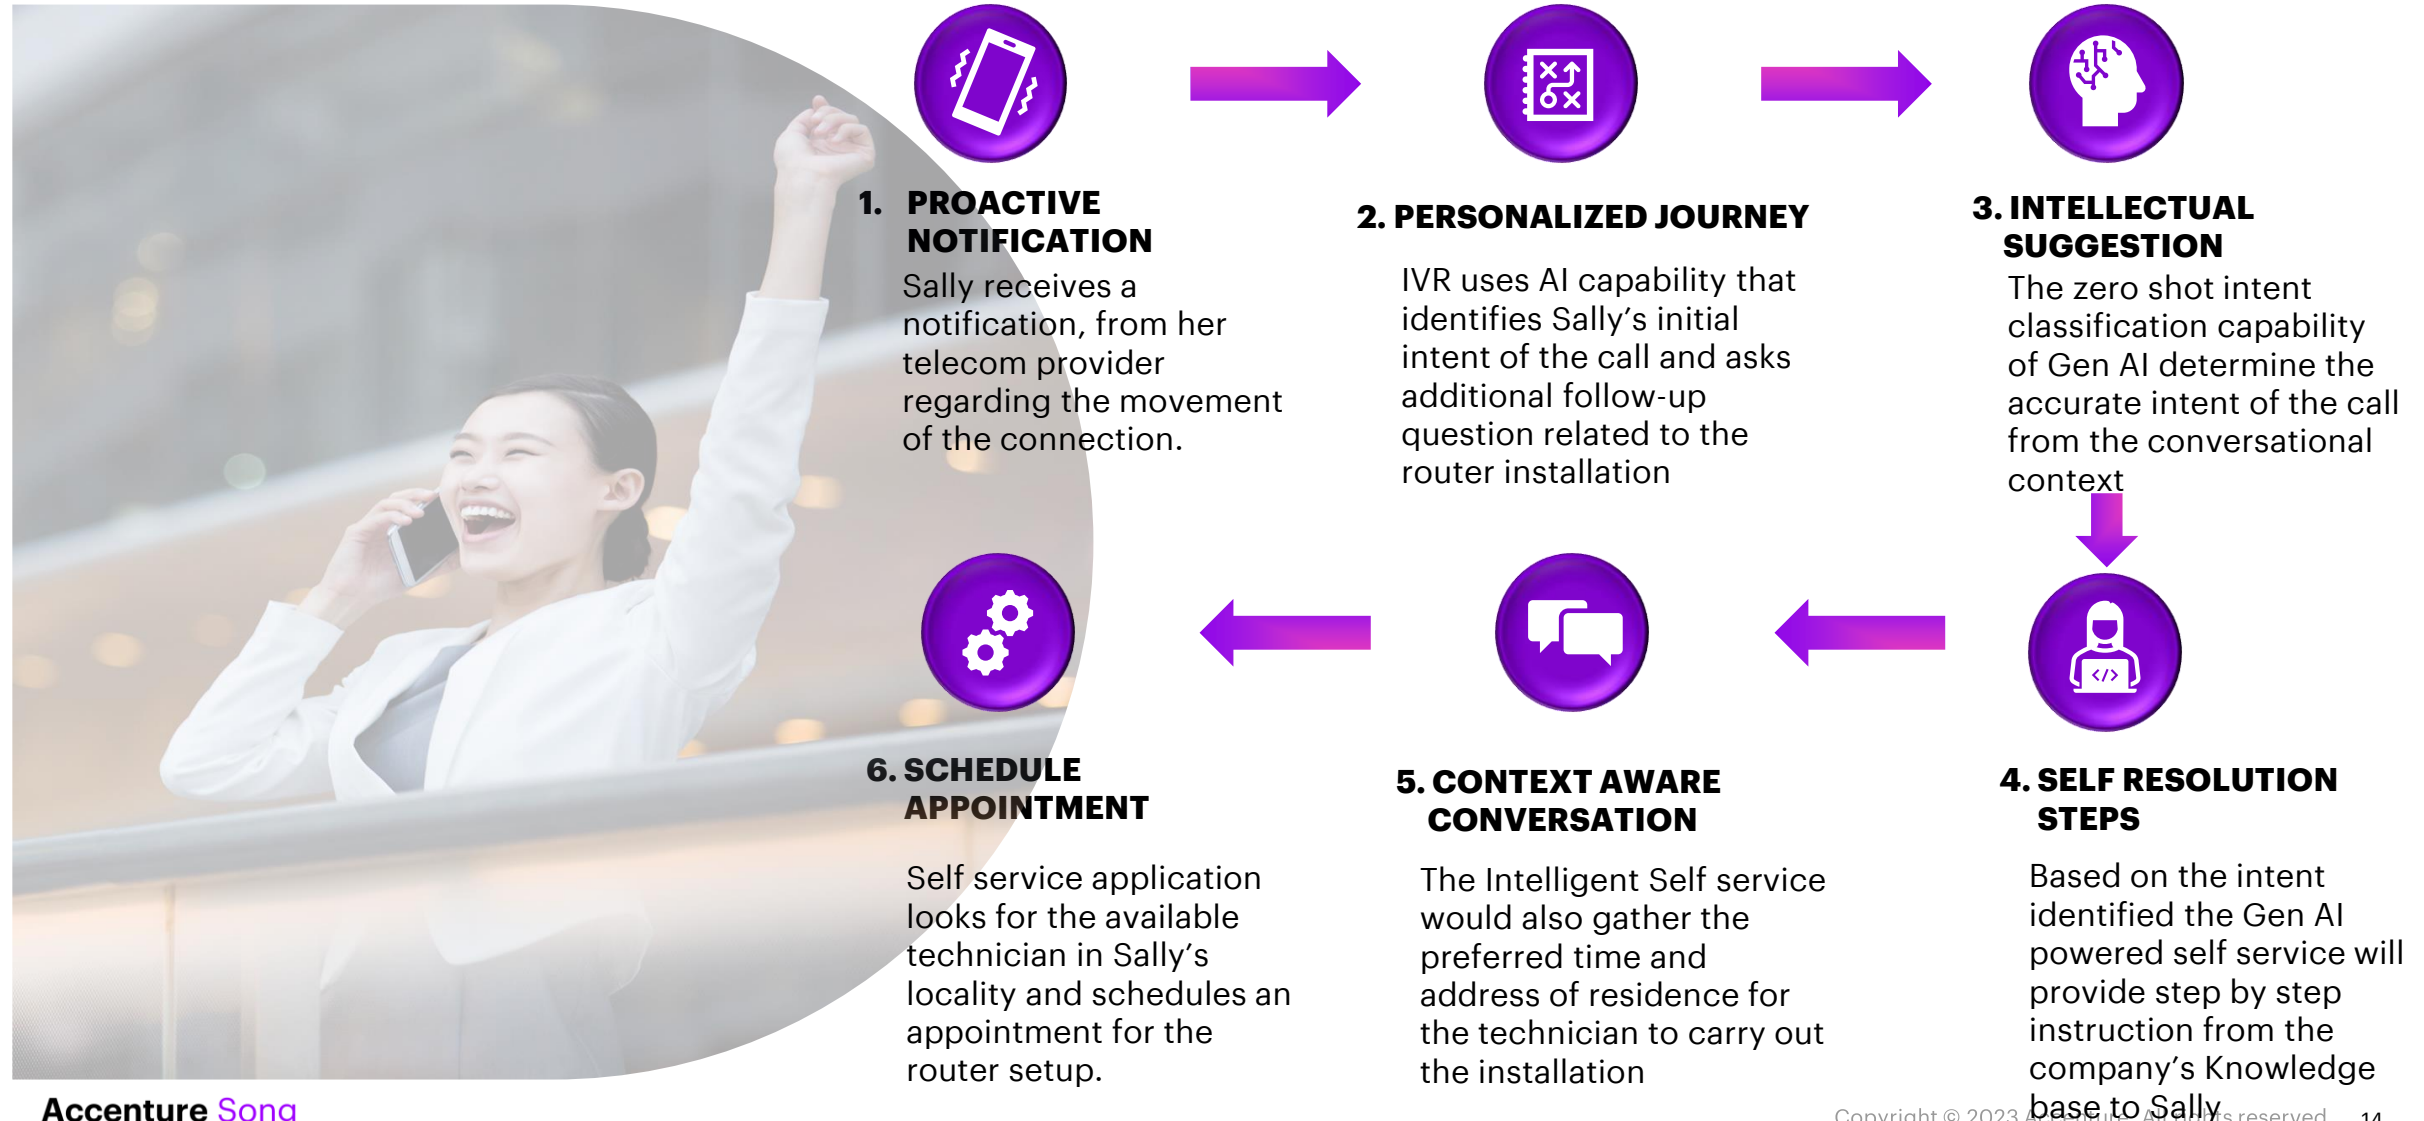 1. PROACTIVE
NOTIFICATION
Sally receives a
notification, from her
telecom provider
regarding the movement
of the connection.
2. PERSONALIZED JOURNEY
IVR uses AI capability that
identifies Sally’s initial
intent of the call and asks
additional follow-up
question related to the
router installation
3. INTELLECTUAL
SUGGESTION
The zero shot intent
classification capability
of Gen AI determine the
accurate intent of the call
from the conversational
context
4. SELF RESOLUTION
STEPS
Based on the intent
identified the Gen AI
powered self service will
provide step by step
instruction from the
company’s Knowledge
base to Sally
5. CONTEXT AWARE
CONVERSATION
The Intelligent Self service
would also gather the
preferred time and
address of residence for
the technician to carry out
the installation
6. SCHEDULE
APPOINTMENT
Self service application
looks for the available
technician in Sally’s
locality and schedules an
appointment for the
router setup.
</>
Accenture Song
Copyright © 2023 Accenture. All rights reserved. 14